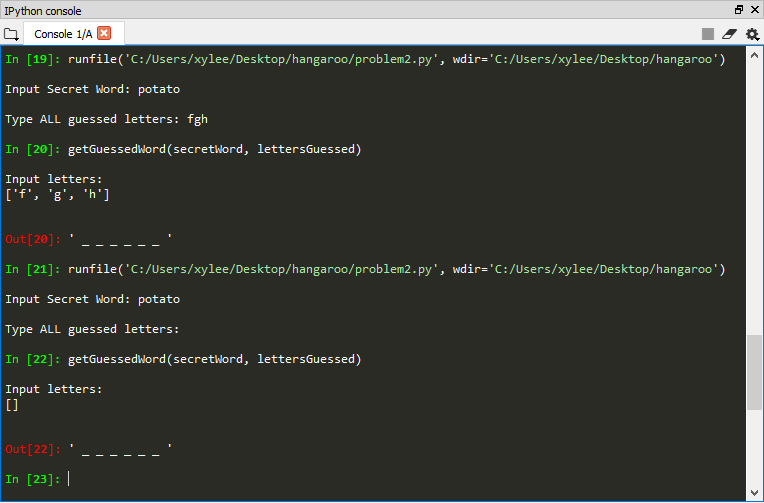 IPython console
Console 1/A
In [19]: runfile('C:/Users/xylee/Desktop/hangaroo/problem2.py', wdir='C:/Users/xylee/Desktop/hangaroo')
Input Secret Word: potato
Type ALL guessed letters: fgh
In [20]: getGuessedWord(secretWord, lettersGuessed)
Input letters:
['f', 'g', 'h']
Out[20]: ' _ _ _ _ _ _ '
In [21]: runfile('C:/Users/xylee/Desktop/hangaroo/problem2.py', wdir='C:/Users/xylee/Desktop/hangaroo')
Input Secret Word: potato
Type ALL guessed letters:
In [22]: getGuessedWord(secretWord, lettersGuessed)
Input letters:
[]
Out[22]: ' _ _ _ _ _ _ '
In [23]: